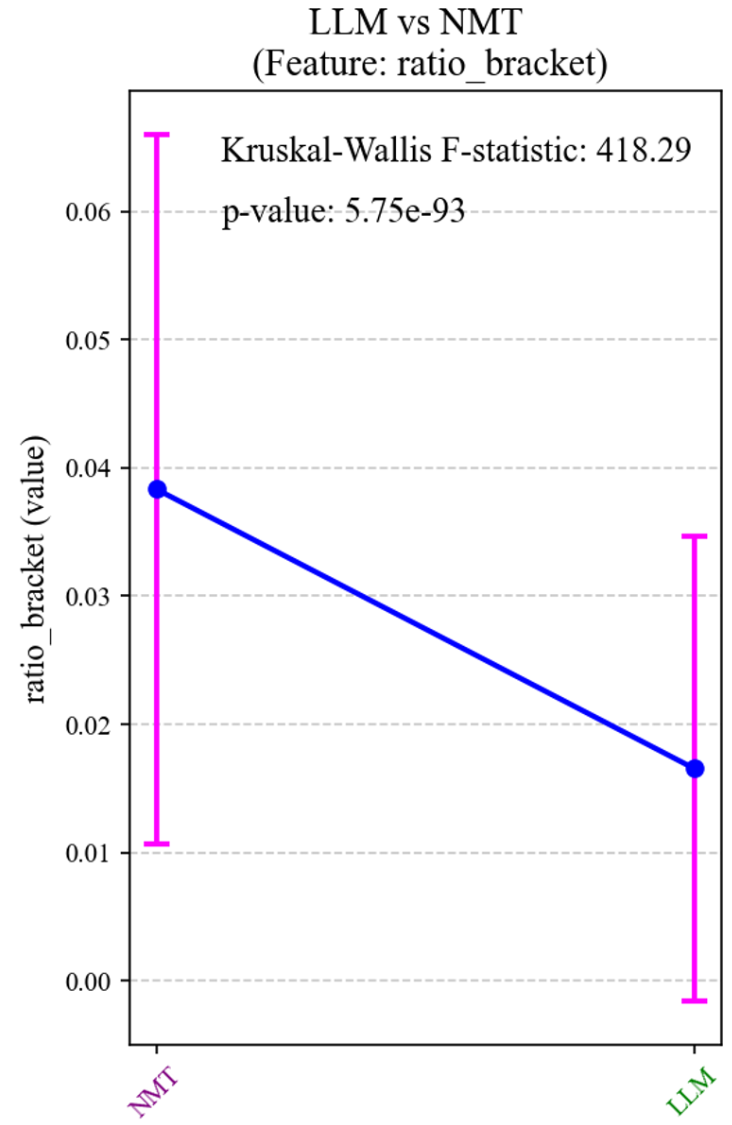 LLM vs NMT
(Feature: ratio_bracket)
Kruskal-Wallis F-statistic: 418.29
p-value: 5.75e-93
ratio_bracket (value)
0.06
0.05
0.04
0.03
0.02
0.01
0.00
NMT
LLM